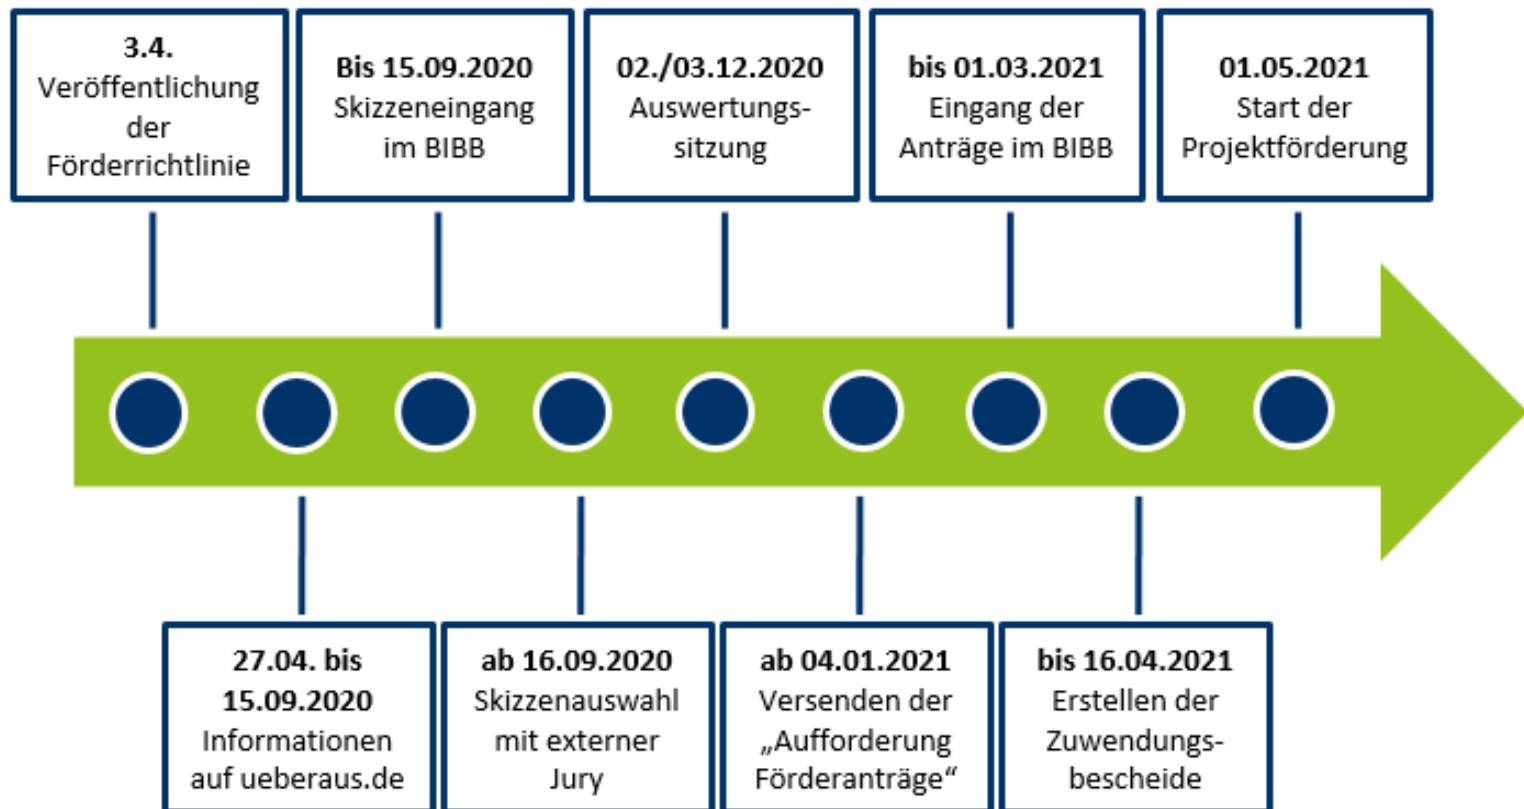 3.4.
Veröffentlichung
der
Förderrichtlinie
Bis 15.09.2020
Skizzeneingang
im BIBB
02./03.12.2020
Auswertungs-
sitzung
bis 01.03.2021
Eingang der
Anträge im BIBB
01.05.2021
Start der
Projektförderung
27.04. bis
15.09.2020
Informationen
auf ueberaus.de
ab 16.09.2020
Skizzenauswahl
mit externer
Jury
ab 04.01.2021
Versenden der
„Aufforderung
Förderanträge“
bis 16.04.2021
Erstellen der
Zuwendungs-
bescheide